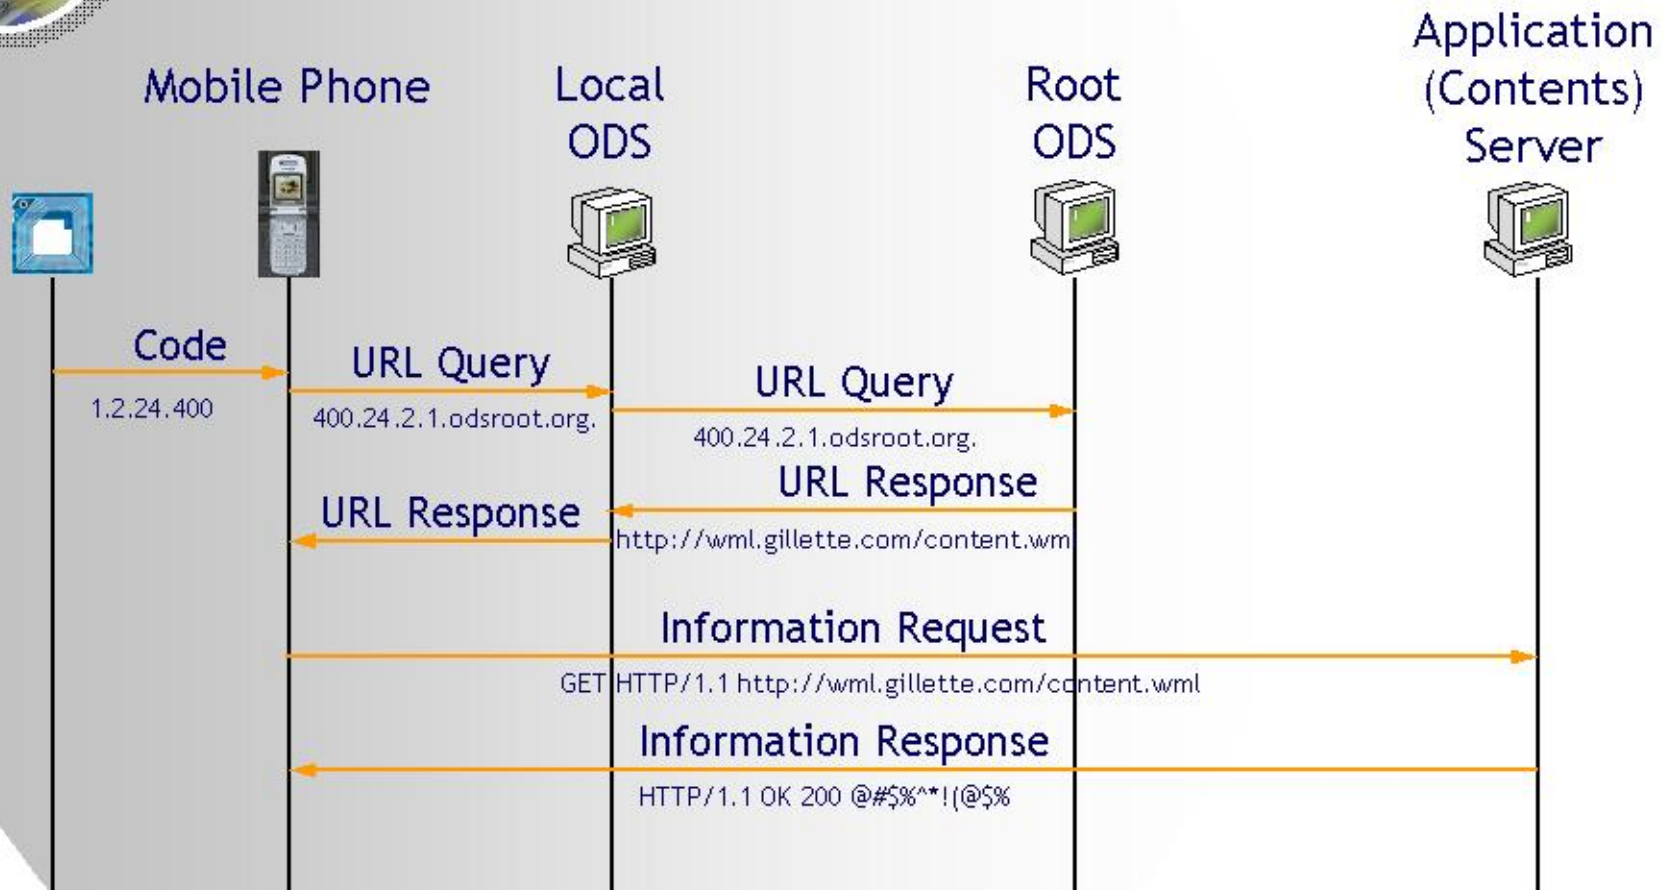 Mobile Phone
Local
ODS
Root
ODS
Application
(Contents)
Server
Code
1.2.24.400
URL Query
400.24.2.1.odsroot.org.
URL Query
400.24.2.1.odsroot.org.
URL Response
http://wml.gillette.com/content.wm
URL Response
Information Request
GET HTTP/1.1 http://wml.gillette.com/content.wml
Information Response
HTTP/1.1 OK 200 @#$%^*!(@$%